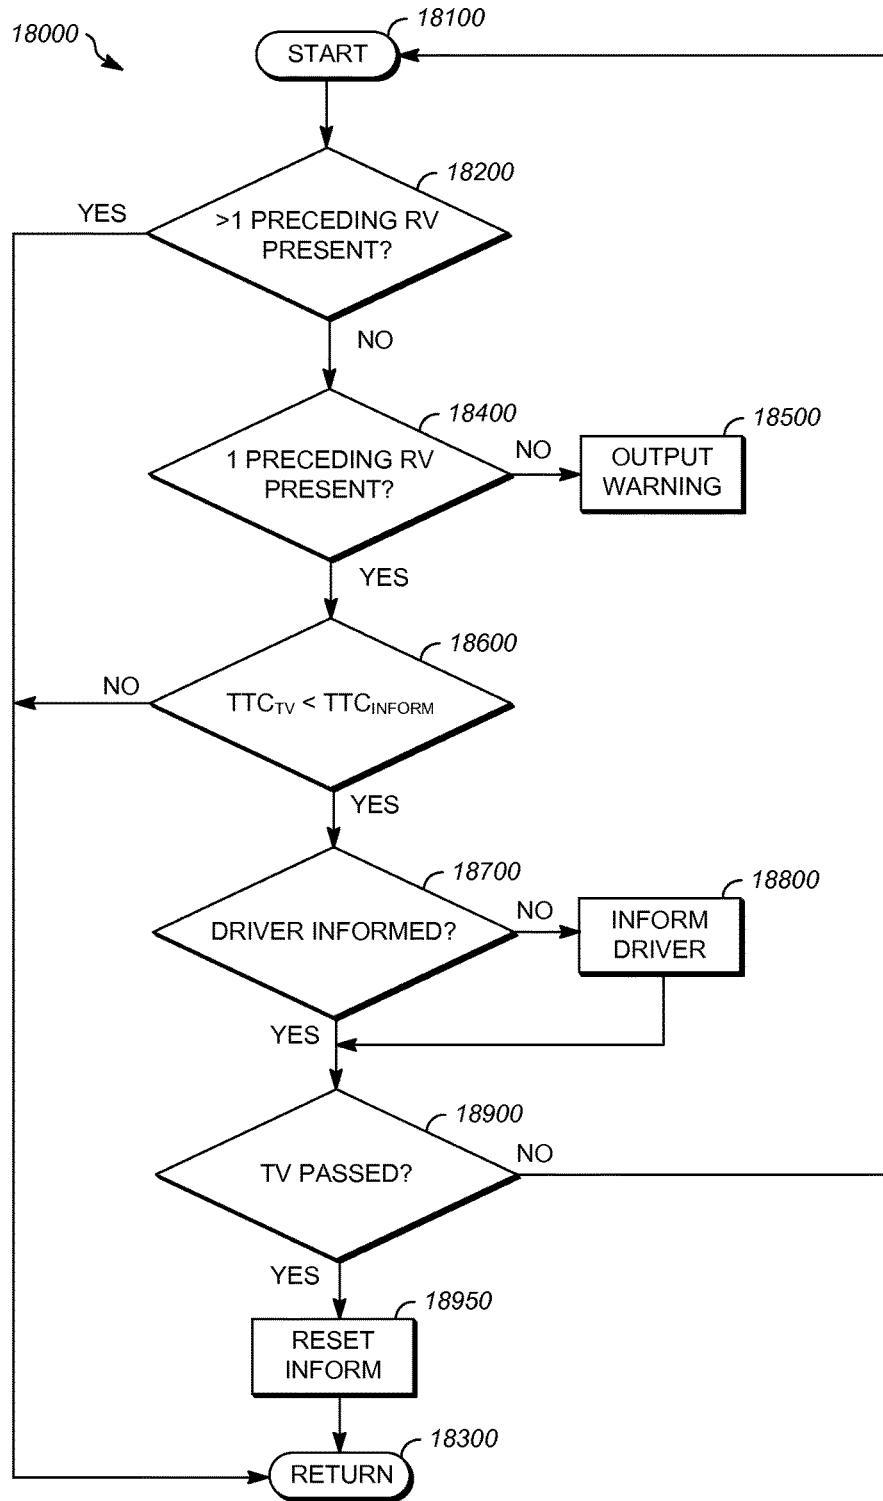 18000
18100
START
18200
YES
>1 PRECEDING RV
PRESENT?
NO
18400
18500
1 PRECEDING RV
PRESENT?
NO
OUTPUT
WARNING
YES
18600
NO
TTC_TV < TTC_INFORM
YES
18700
18800
DRIVER INFORMED?
NO
INFORM
DRIVER
YES
18900
TV PASSED?
NO
YES
18950
RESET
INFORM
18300
RETURN